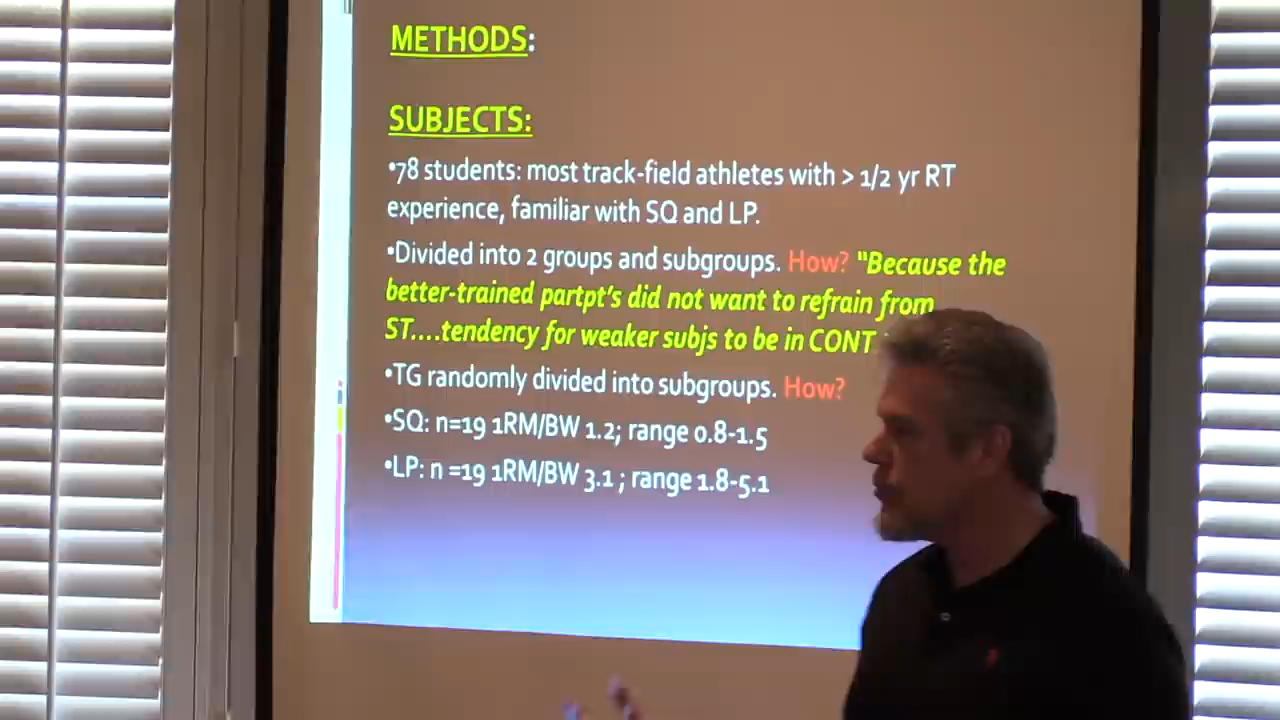 METHODS:
SUBJECTS:
•78 students: most track-field athletes with > 1/2 yr RT
experience, familiar with SQ and LP.
•Divided into 2 groups and subgroups. How? "Because the
better-trained partpt's did not want to refrain from
ST....tendency for weaker subjs to be in CONT
•TG randomly divided into subgroups. How?
•SQ: n=19 1RM/BW 1.2; range 0.8-1.5
•LP: n =19 1RM/BW 3.1 ; range 1.8-5.1